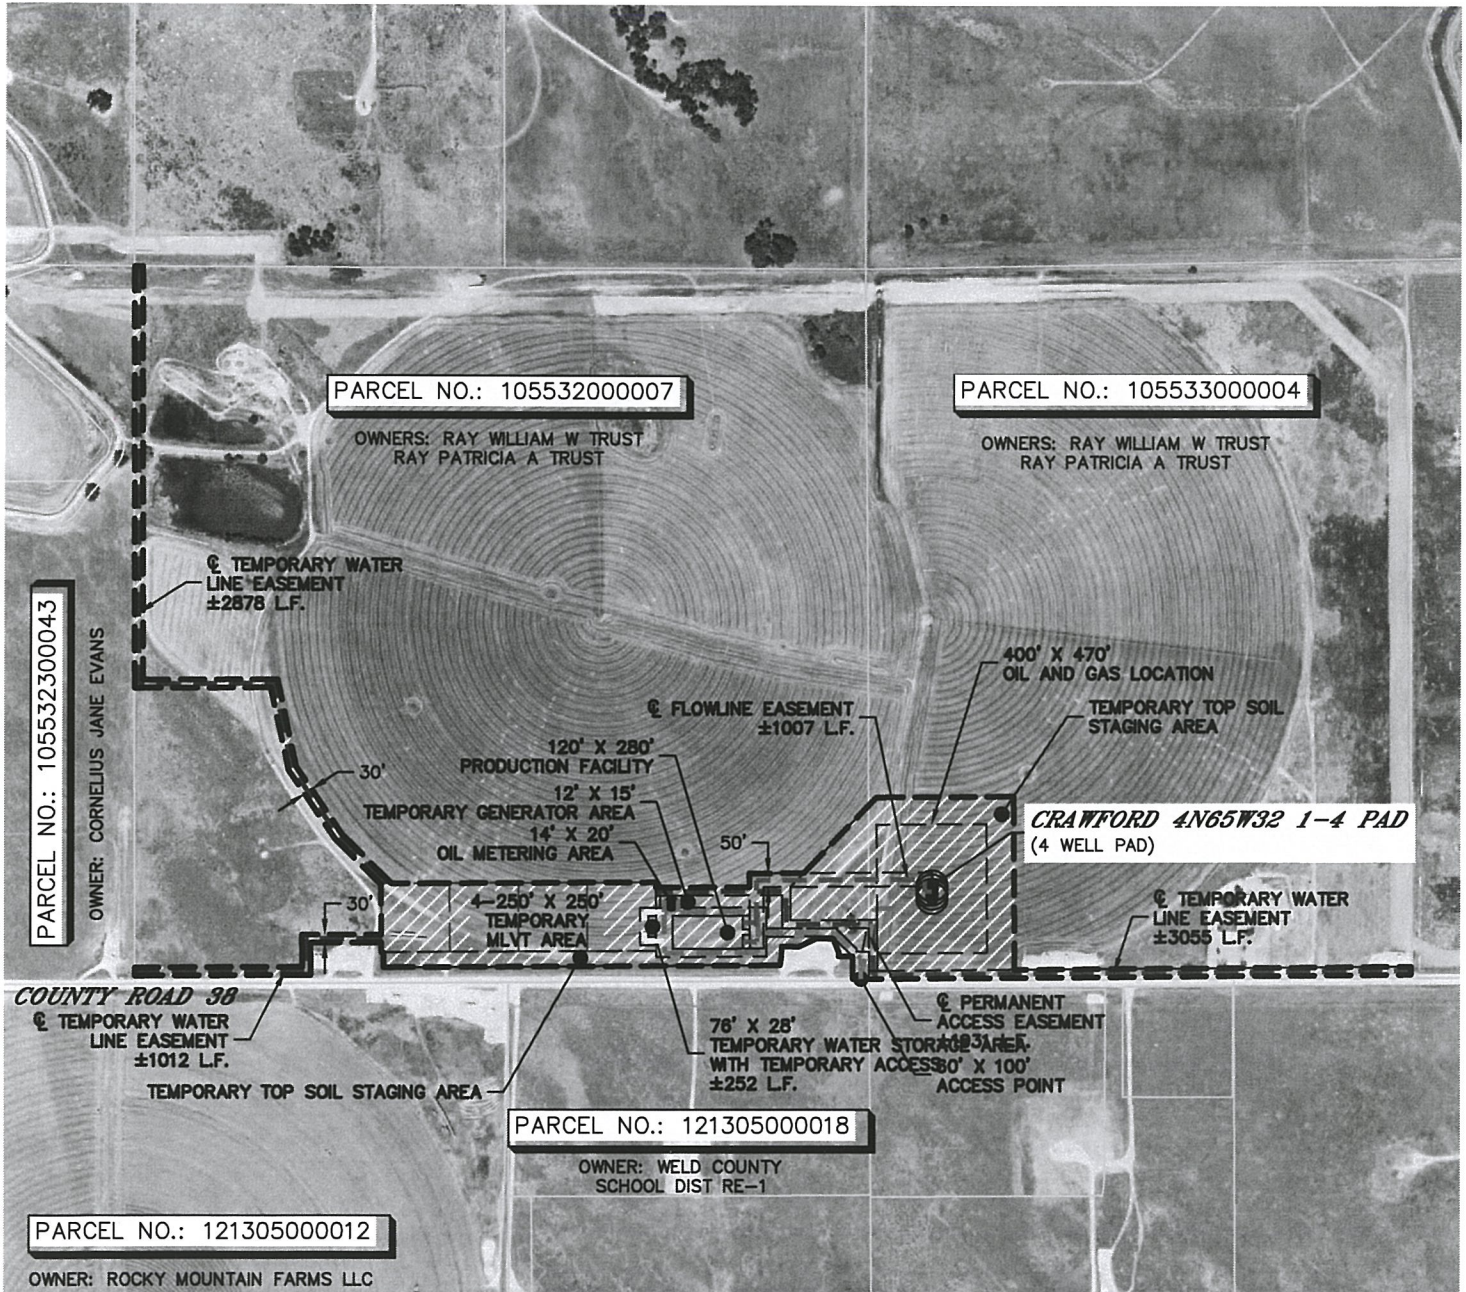 PARCEL NO.: 105532000007
OWNERS: RAY WILLIAM W TRUST
RAY PATRICIA A TRUST
PARCEL NO.: 105533000004
OWNERS: RAY WILLIAM W TRUST
RAY PATRICIA A TRUST
℄ TEMPORARY WATER
LINE EASEMENT
±2878 L.F.
PARCEL NO.: 105532300043
OWNER: CORNELIUS JANE EVANS
400' X 470'
OIL AND GAS LOCATION
℄ FLOWLINE EASEMENT
±1007 L.F.
TEMPORARY TOP SOIL
STAGING AREA
120' X 280'
PRODUCTION FACILITY
30'
12' X 15'
TEMPORARY GENERATOR AREA
14' X 20'
OIL METERING AREA
50'
CRAWFORD 4N65W32 1-4 PAD
(4 WELL PAD)
30'
4-250' X 250'
TEMPORARY
MLVT AREA
℄ TEMPORARY WATER
LINE EASEMENT
±3055 L.F.
COUNTY ROAD 38
℄ TEMPORARY WATER
LINE EASEMENT
±1012 L.F.
TEMPORARY TOP SOIL STAGING AREA
76' X 28'
TEMPORARY WATER STORAGE AREA
WITH TEMPORARY ACCESS
±252 L.F.
℄ PERMANENT
ACCESS EASEMENT
L.F.
60' X 100'
ACCESS POINT
PARCEL NO.: 121305000018
OWNER: WELD COUNTY
SCHOOL DIST RE-1
PARCEL NO.: 121305000012
OWNER: ROCKY MOUNTAIN FARMS LLC